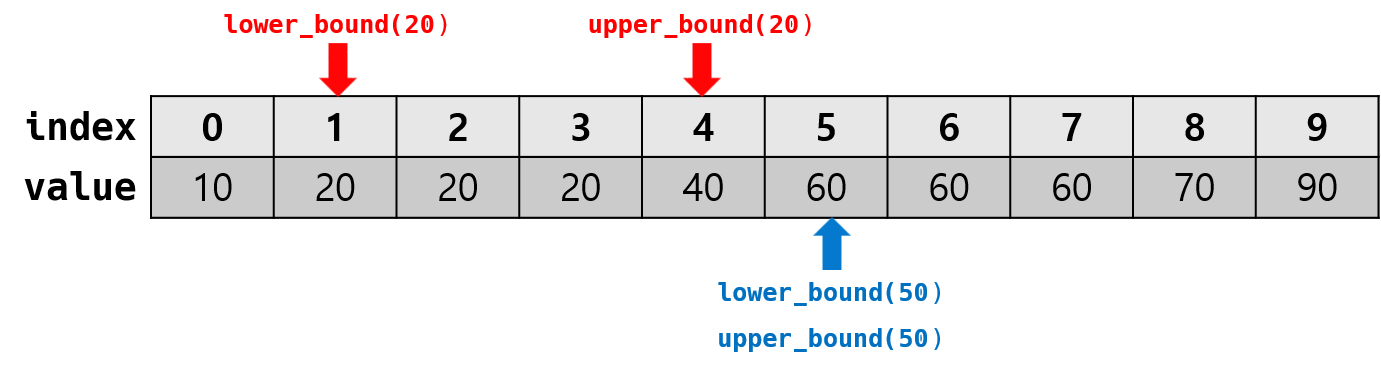 lower_bound(20) upper_bound(20)
index 0 1 2 3 4 5 6 7 8 9
value 10 20 20 20 40 60 60 60 70 90
lower_bound(50)
upper_bound(50)